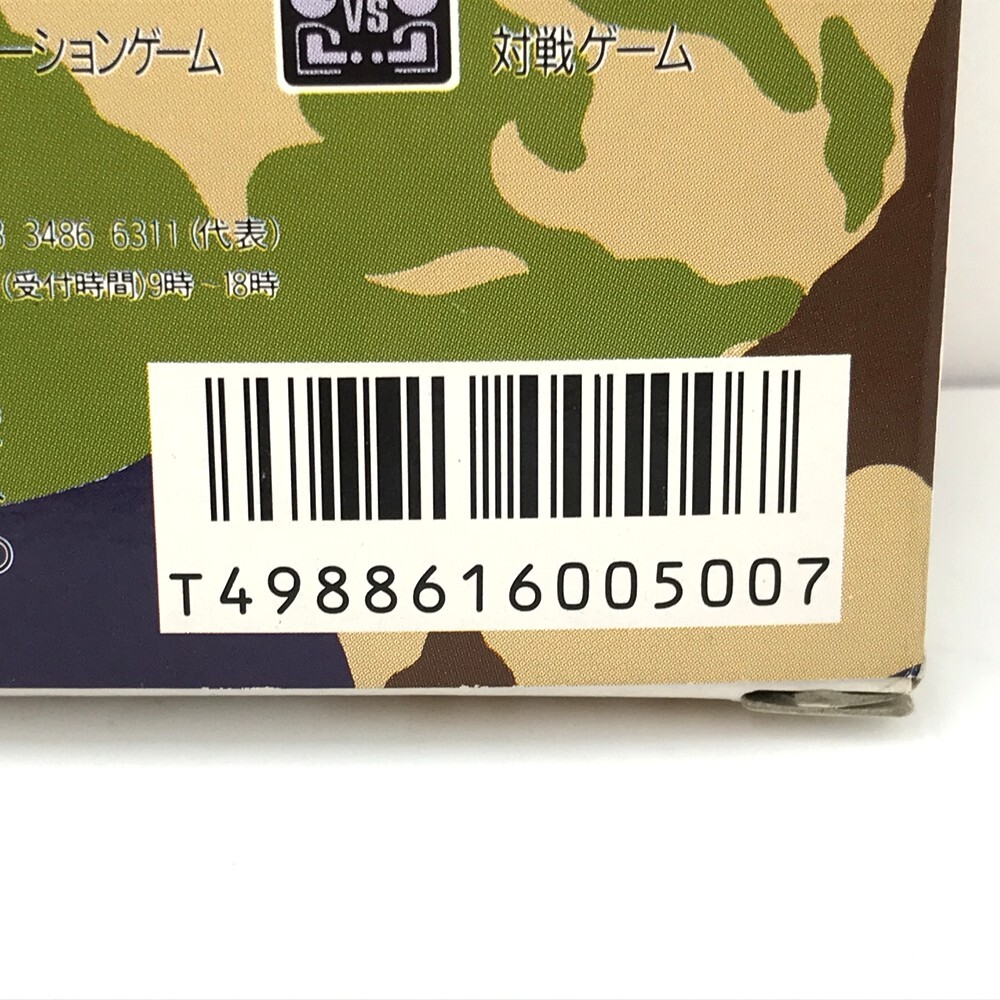 VS
ーションゲーム
対戦ゲーム
3486 6311(代表)
(受付時間)9時~18時
T4988616005007